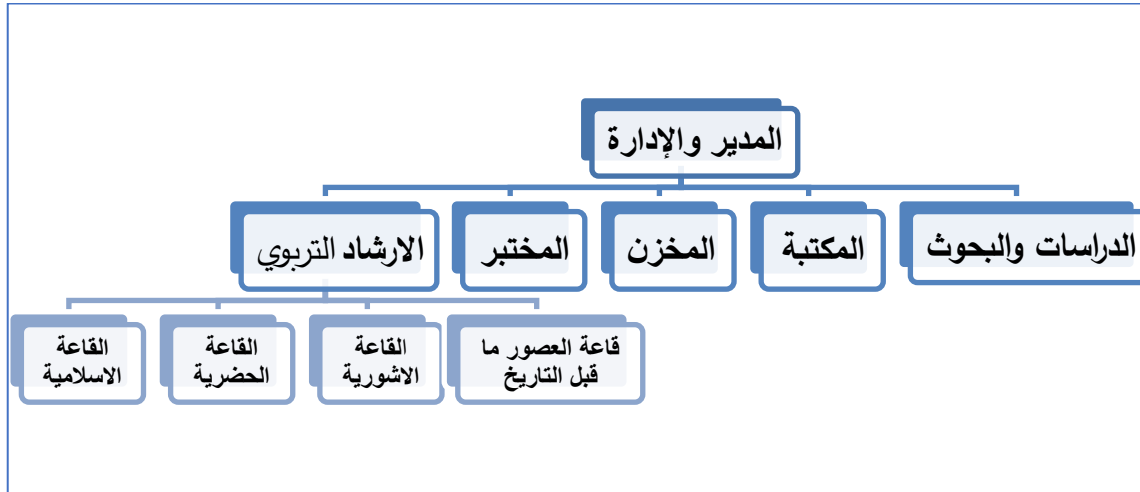 المدير والإدارة
الدراسات والبحوث
المكتبة
المخزن
المختبر
الارشاد التربوي
قاعة العصور ما
قبل التاريخ
القاعة
الاشورية
القاعة
الحضرية
القاعة
الاسلامية